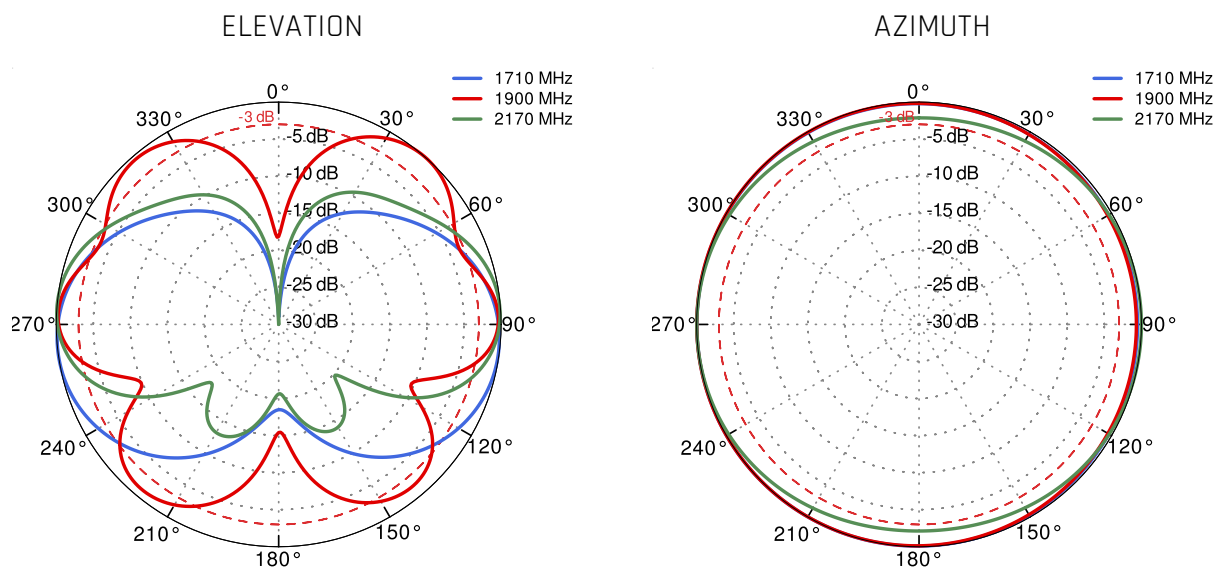 ELEVATION
1710 MHz
1900 MHz
2170 MHz
0°
30°
60°
90°
120°
150°
180°
210°
240°
270°
300°
330°
-3 dB
-5 dB
-10 dB
-15 dB
-20 dB
-25 dB
-30 dB
AZIMUTH
1710 MHz
1900 MHz
2170 MHz
0°
30°
60°
90°
120°
150°
180°
210°
240°
270°
300°
330°
-3 dB
-5 dB
-10 dB
-15 dB
-20 dB
-25 dB
-30 dB